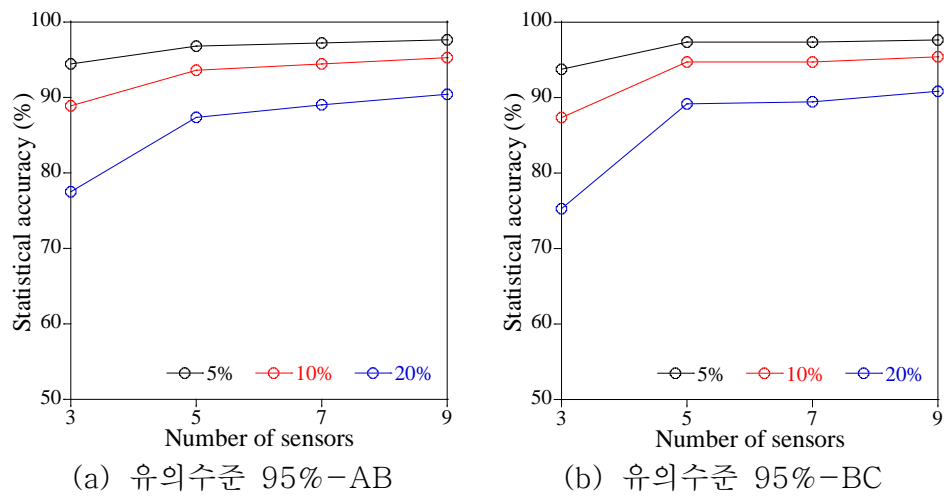 100
90
80
70
60
50
Statistical accuracy (%)
5% 10% 20%
3 5 7 9
Number of sensors
(a) 유의수준 95%-AB
100
90
80
70
60
50
Statistical accuracy (%)
5% 10% 20%
3 5 7 9
Number of sensors
(b) 유의수준 95%-BC